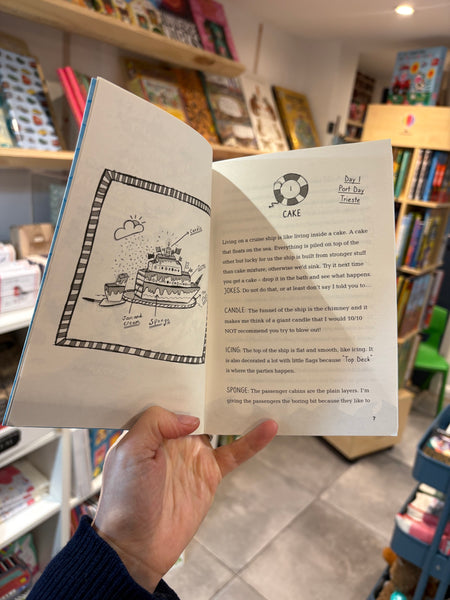 Candle
Jam and
cream
Sponge
1
CAKE
Day 1
Port Day
Trieste
Living on a cruise ship is like living inside a cake. A cake
that floats on the sea. Everything is piled on top of the
other but lucky for us the ship is built from stronger stuff
than cake mixture, otherwise we'd sink. Try it next time
you get a cake – drop it in the bath and see what happens.
JOKES. Do not do that, or at least don't say I told you to…
CANDLE: The funnel of the ship is the chimney and it
makes me think of a giant candle that I would 10/10
NOT recommend you try to blow out!
ICING: The top of the ship is flat and smooth, like icing. It
is also decorated a lot with little flags because "Top Deck"
is where the parties happen.
SPONGE: The passenger cabins are the plain layers. I'm
giving the passengers the boring bit because they like to
7